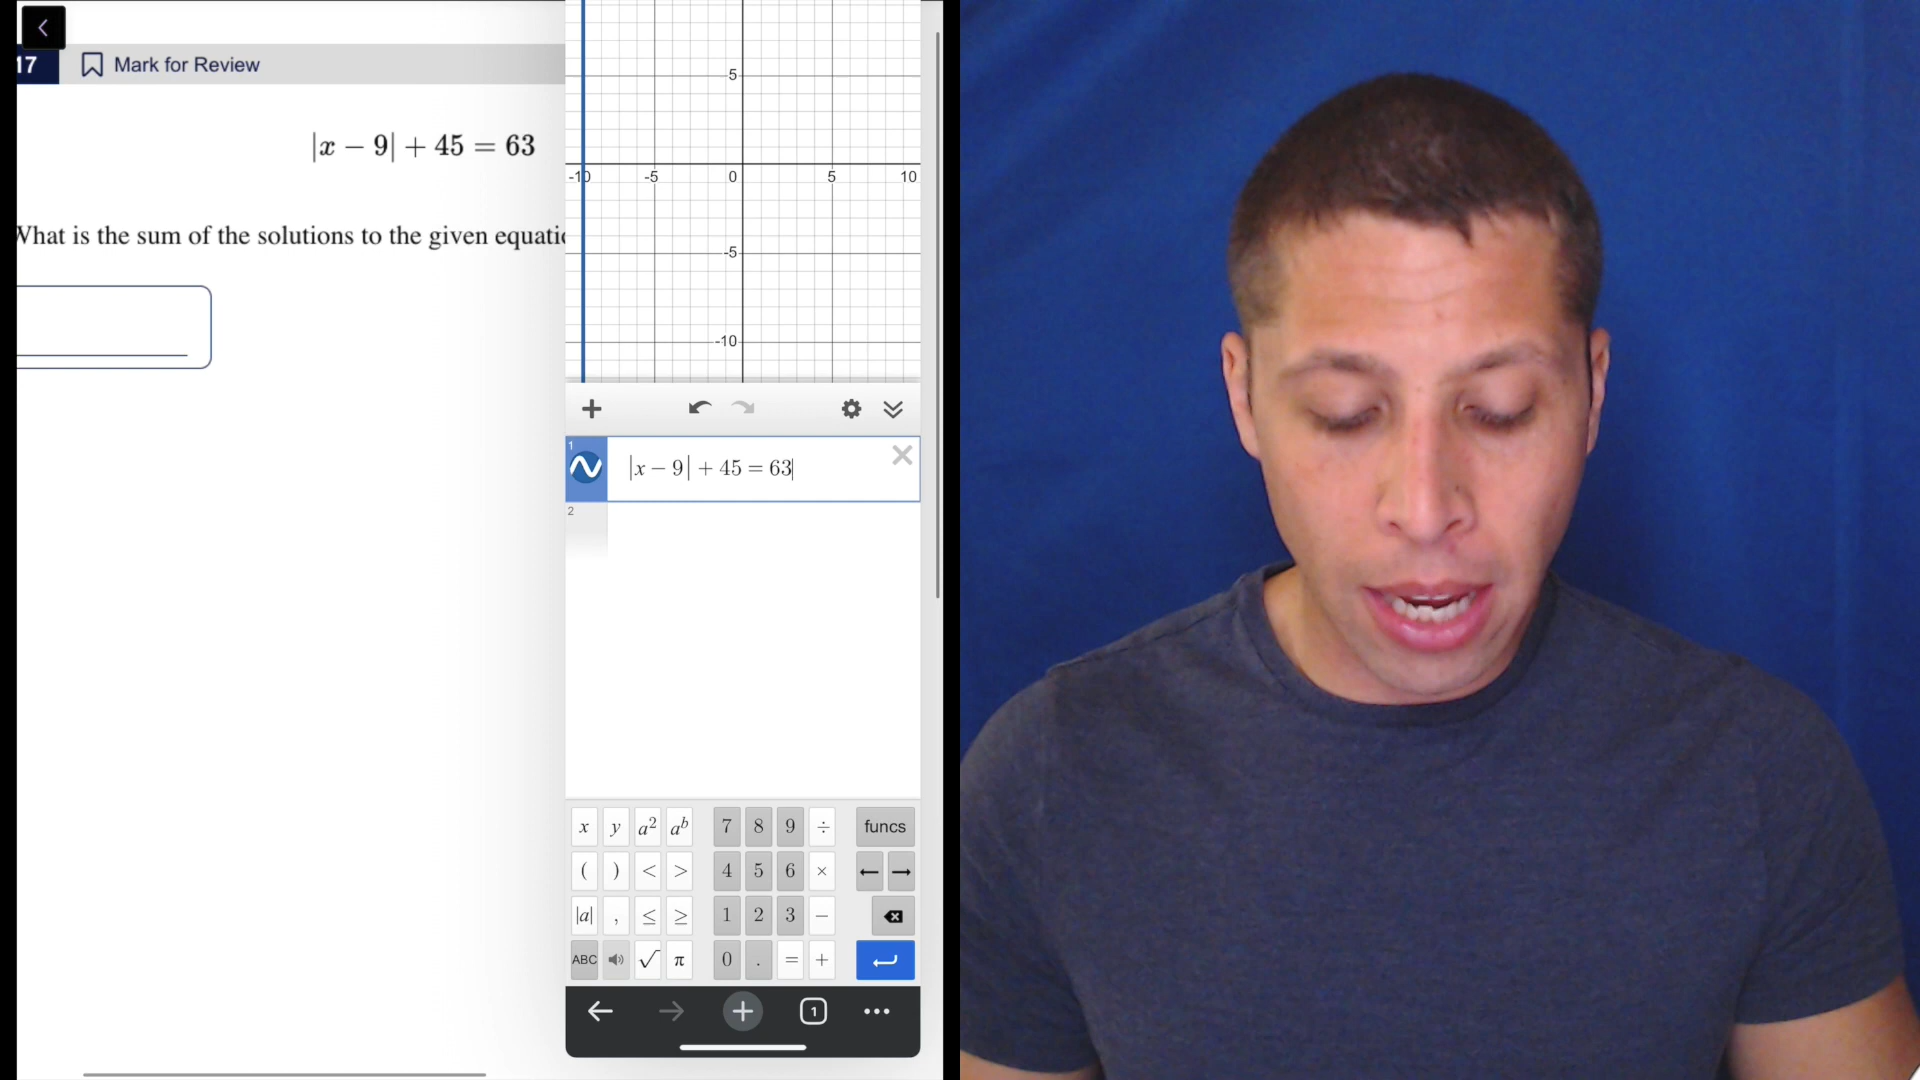 17 Mark for Review
|x − 9| + 45 = 63
What is the sum of the solutions to the given
5
-10 -5 0 5 10
-5
-10
1
|x − 9| + 45 = 63
2
x y a² aᵇ 7 8 9 ÷ funcs
( ) < > 4 5 6 × ← →
|a| , ≤ ≥ 1 2 3 −
ABC √ π 0 . = +
1